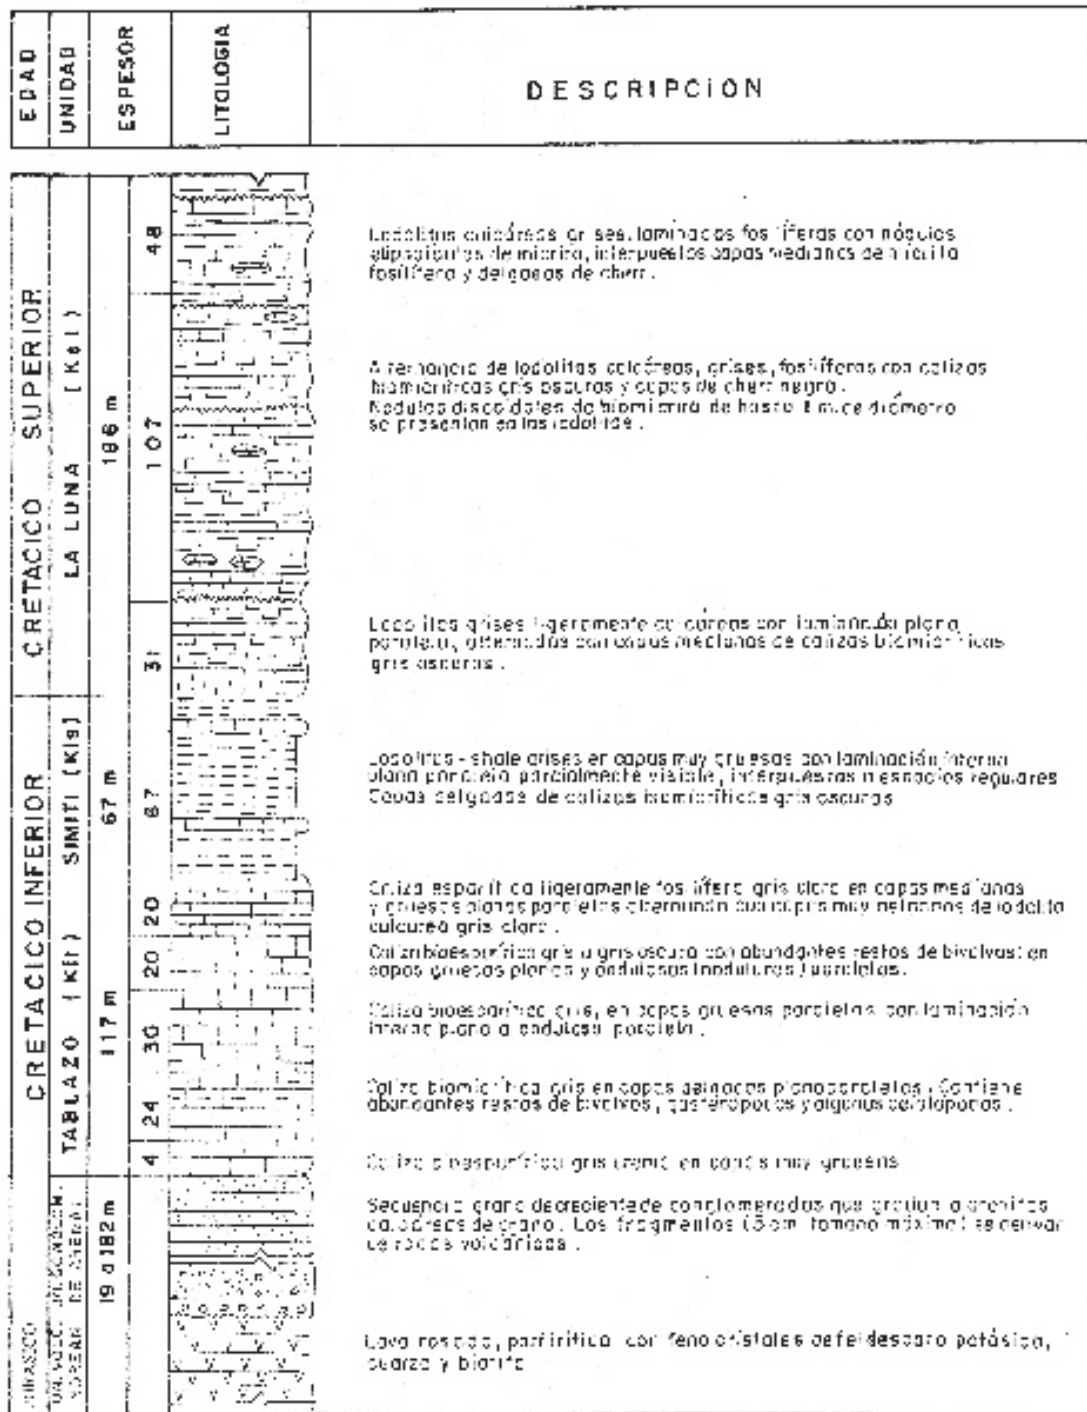 EDAD
UNIDAD
ESPESOR
LITOLOGIA
DESCRIPCION
CRETACICO SUPERIOR
LA LUNA (Ksl)
186 m
48
Lodolitas calcáreas grises, laminadas fosilíferas con nódulos
elipsoidales de micrita, interpuestos capas medianas de micrita
fosilífera y delgadas de chert.
107
Alternancia de lodolitas calcáreas, grises, fosilíferas con calizas
biomicríticas gris oscuras y capas de chert negro.
Nódulos discoidales de biomicrita de hasta 1 m. de diámetro
se presentan en las lodolitas.
31
Lodolitas grises ligeramente calcáreas con laminación plana
paralela, alternadas con capas medianas de calizas biomicríticas
gris oscuras.
CRETACICO INFERIOR
SIMITI (Kis)
67 m
67
Lodolitas - shale grises en capas muy gruesas con laminación interna
plana paralela parcialmente visible, interpuestas a espacios regulares
Capas delgadas de calizas gris oscuras
TABLAZO (Kit)
117 m
20
Caliza esparítica ligeramente fosilífera gris claro en capas medianas
y gruesas planas paralelas alternando con capas muy de lodolita
calcárea gris claro.
20
Caliza bioesparítica gris a gris oscura con abundantes restos de bivalvos; en
capas gruesas planas y onduladas paralelas.
30
Caliza bioesparítica gris, en capas gruesas paralelas con laminación
interna plana a ondulosa paralela.
24
Caliza biomicrítica gris en capas delgadas planoparalelas. Contiene
abundantes restos de bivalvos, gasterópodos y algunos cefalópodos.
4
Caliza bioesparítica gris crema en capas muy gruesas
19 a 182 m
Secuencia grano decreciente de conglomerados que gradúan a arenitas
calcáreas de grano. Los fragmentos (5 cm. tamaño máximo) se derivan
de rocas volcánicas.
JURASICO
NOREAN DE ARENAL
Lava rosada, porfirítica con fenocristales de feldespato potásico,
cuarzo y biotita